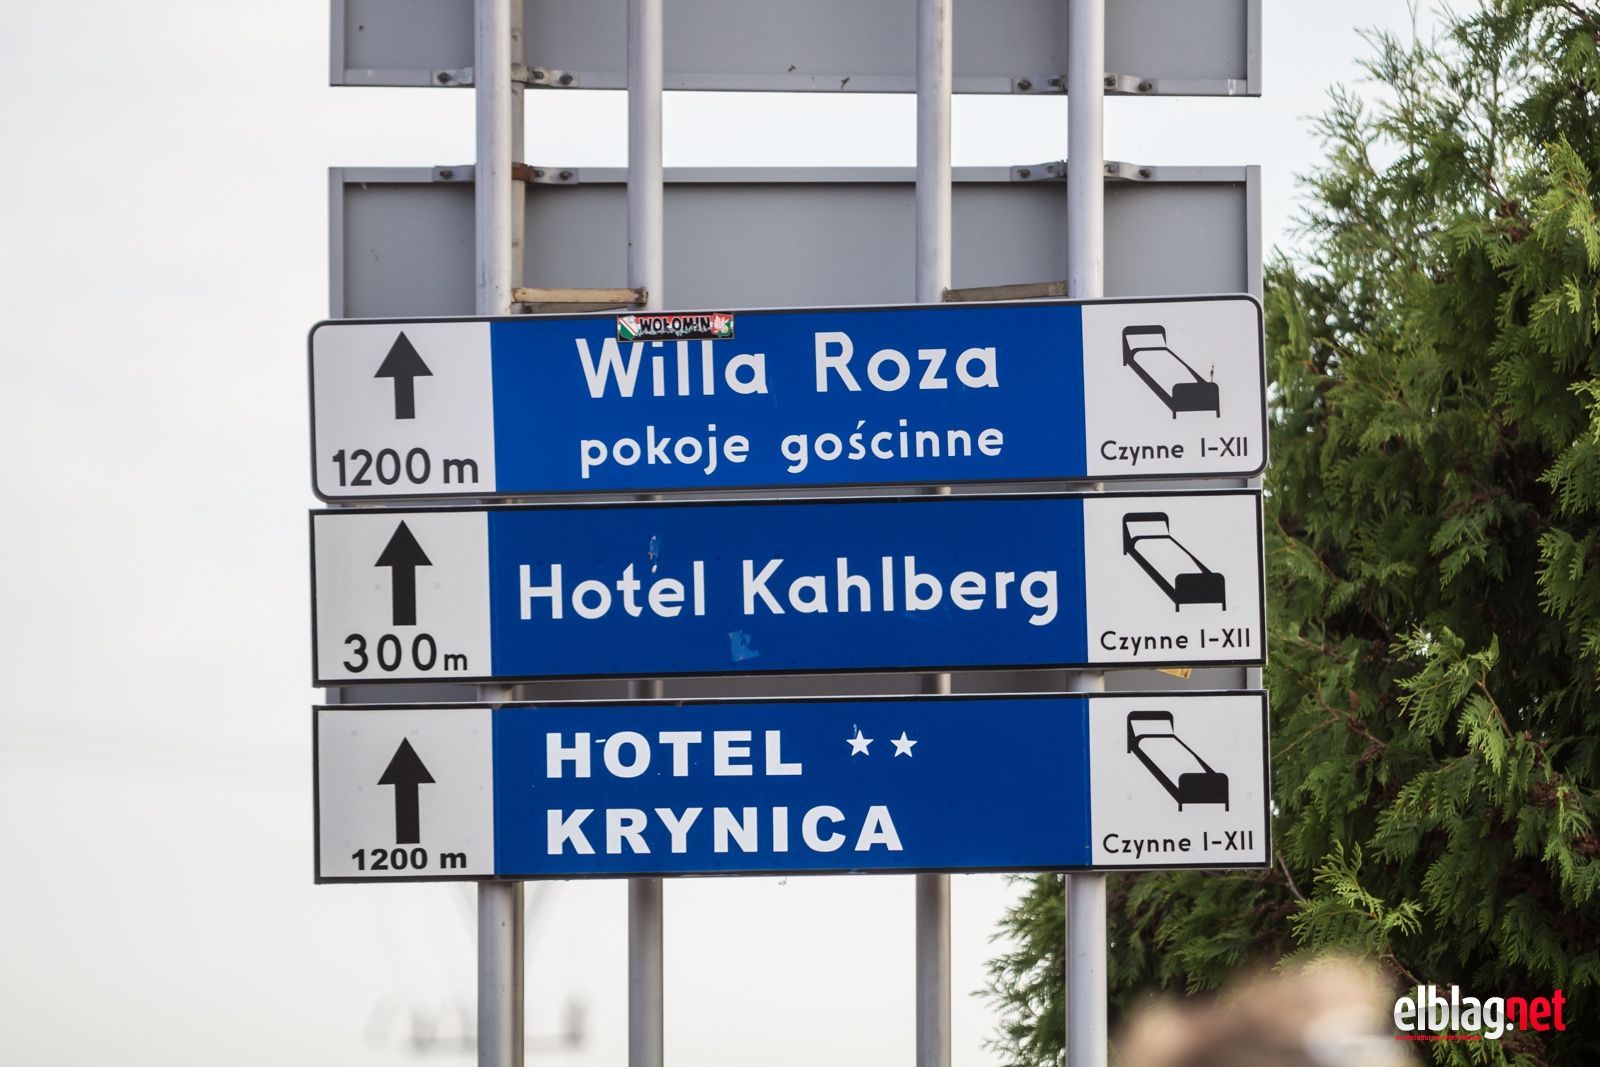 WOŁOMIN
Willa Roza
pokoje gościnne
1200 m
Czynne I-XII
Hotel Kahlberg
300m
Czynne I-XII
HOTEL ★★
KRYNICA
1200 m
Czynne I-XII
elblag.net